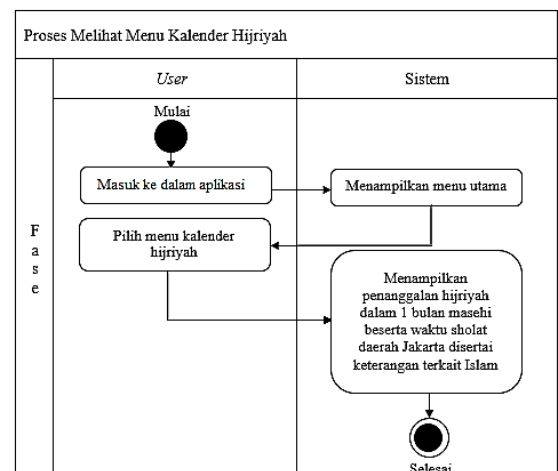 Proses Melihat Menu Kalender Hijriyah
User
Sistem
Mulai
Masuk ke dalam aplikasi
Menampilkan menu utama
F
a
s
e
Pilih menu kalender
hijriyah
Menampilkan
penanggalan hijriyah
dalam 1 bulan masehi
beserta waktu sholat
daerah Jakarta disertai
keterangan terkait Islam
Selesai